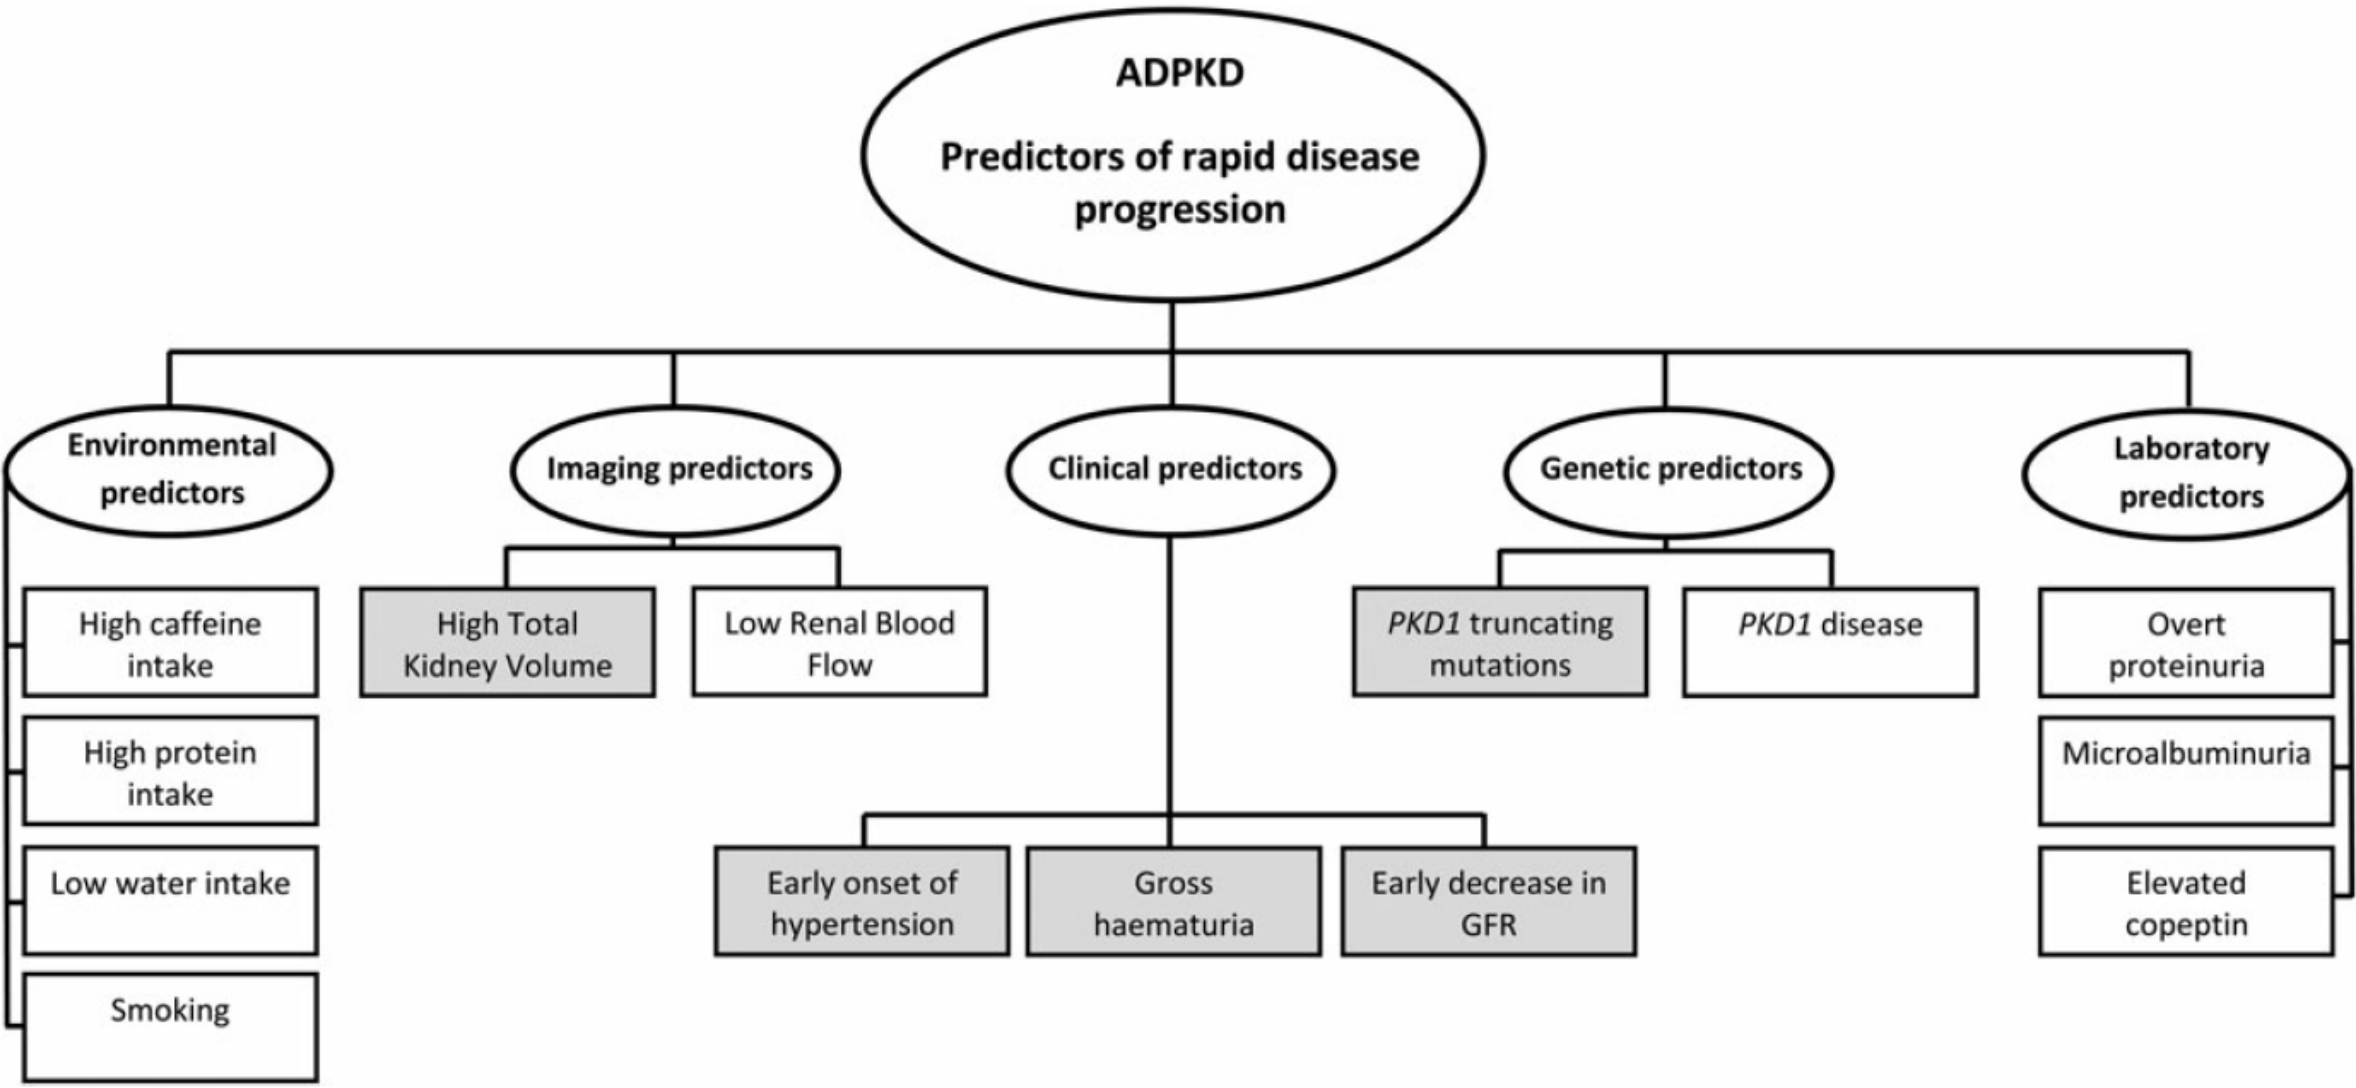 ADPKD
Predictors of rapid disease
progression
Environmental
predictors
Imaging predictors
Clinical predictors
Genetic predictors
Laboratory
predictors
High caffeine
intake
High protein
intake
Low water intake
Smoking
High Total
Kidney Volume
Low Renal Blood
Flow
Early onset of
hypertension
Gross
haematuria
Early decrease in
GFR
PKD1 truncating
mutations
PKD1 disease
Overt
proteinuria
Microalbuminuria
Elevated
copeptin